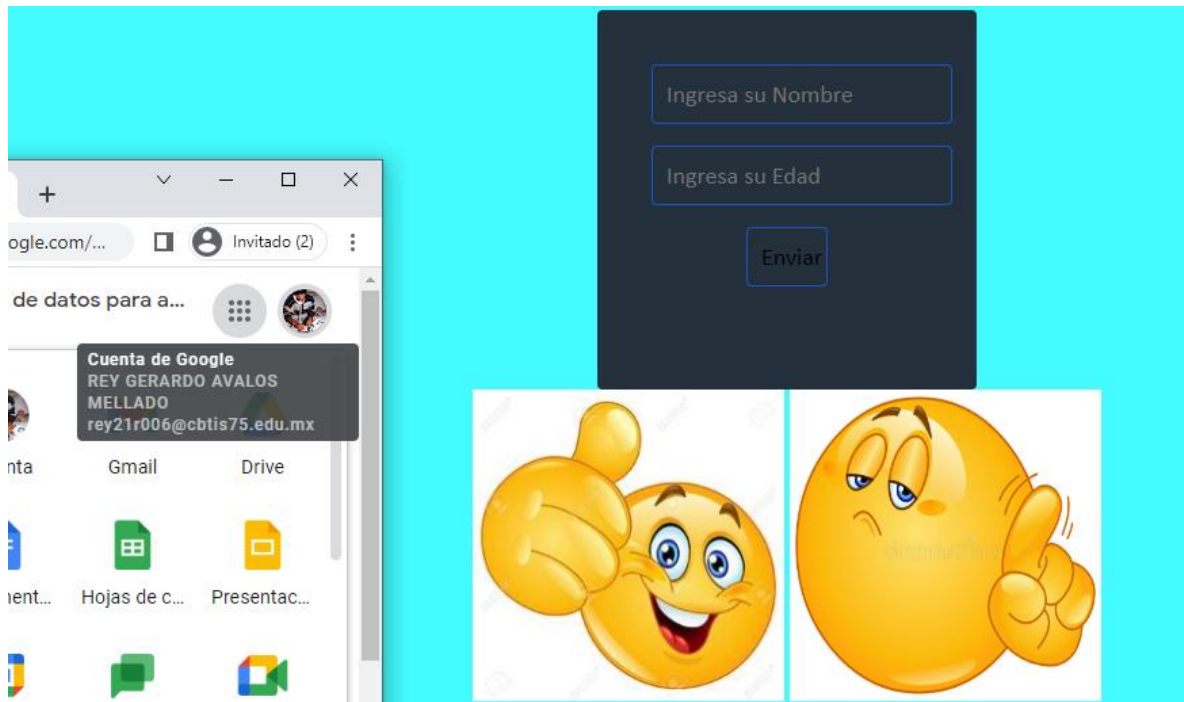 Ingresa su Nombre
Ingresa su Edad
Enviar
+
ogle.com/...
Invitado (2)
de datos para a...
Cuenta de Google
REY GERARDO AVALOS
MELLADO
rey21r006@cbtis75.edu.mx
nta
Gmail
Drive
ent...
Hojas de c...
Presentac...